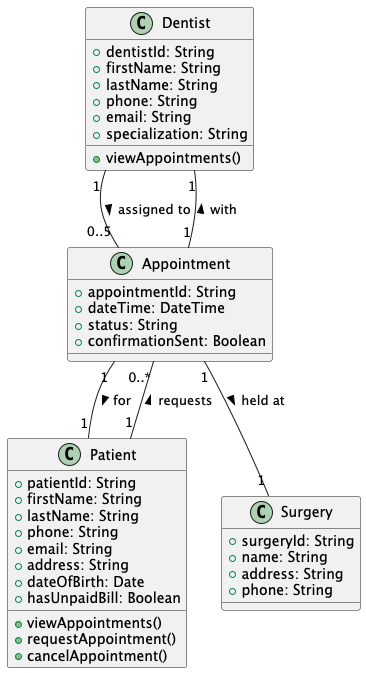 C Dentist
dentistId: String
firstName: String
lastName: String
phone: String
email: String
specialization: String
viewAppointments()
1
1
assigned to
with
0..5
1
C Appointment
appointmentId: String
dateTime: DateTime
status: String
confirmationSent: Boolean
1
0..*
1
for
requests
held at
1
1
1
C Patient
patientId: String
firstName: String
lastName: String
phone: String
email: String
address: String
dateOfBirth: Date
hasUnpaidBill: Boolean
viewAppointments()
requestAppointment()
cancelAppointment()
C Surgery
surgeryId: String
name: String
address: String
phone: String